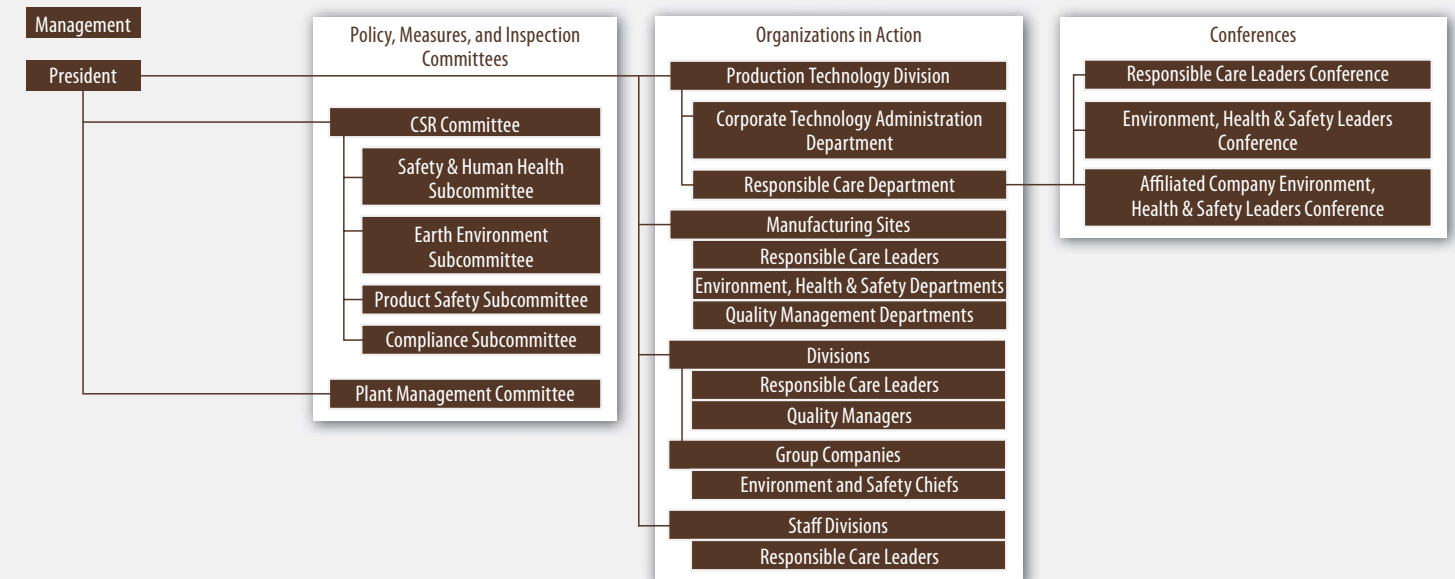 Management
President
Policy, Measures, and Inspection
Committees
CSR Committee
Safety & Human Health
Subcommittee
Earth Environment
Subcommittee
Product Safety Subcommittee
Compliance Subcommittee
Plant Management Committee
Organizations in Action
Production Technology Division
Corporate Technology Administration
Department
Responsible Care Department
Manufacturing Sites
Responsible Care Leaders
Environment, Health & Safety Departments
Quality Management Departments
Divisions
Responsible Care Leaders
Quality Managers
Group Companies
Environment and Safety Chiefs
Staff Divisions
Responsible Care Leaders
Conferences
Responsible Care Leaders Conference
Environment, Health & Safety Leaders
Conference
Affiliated Company Environment,
Health & Safety Leaders Conference